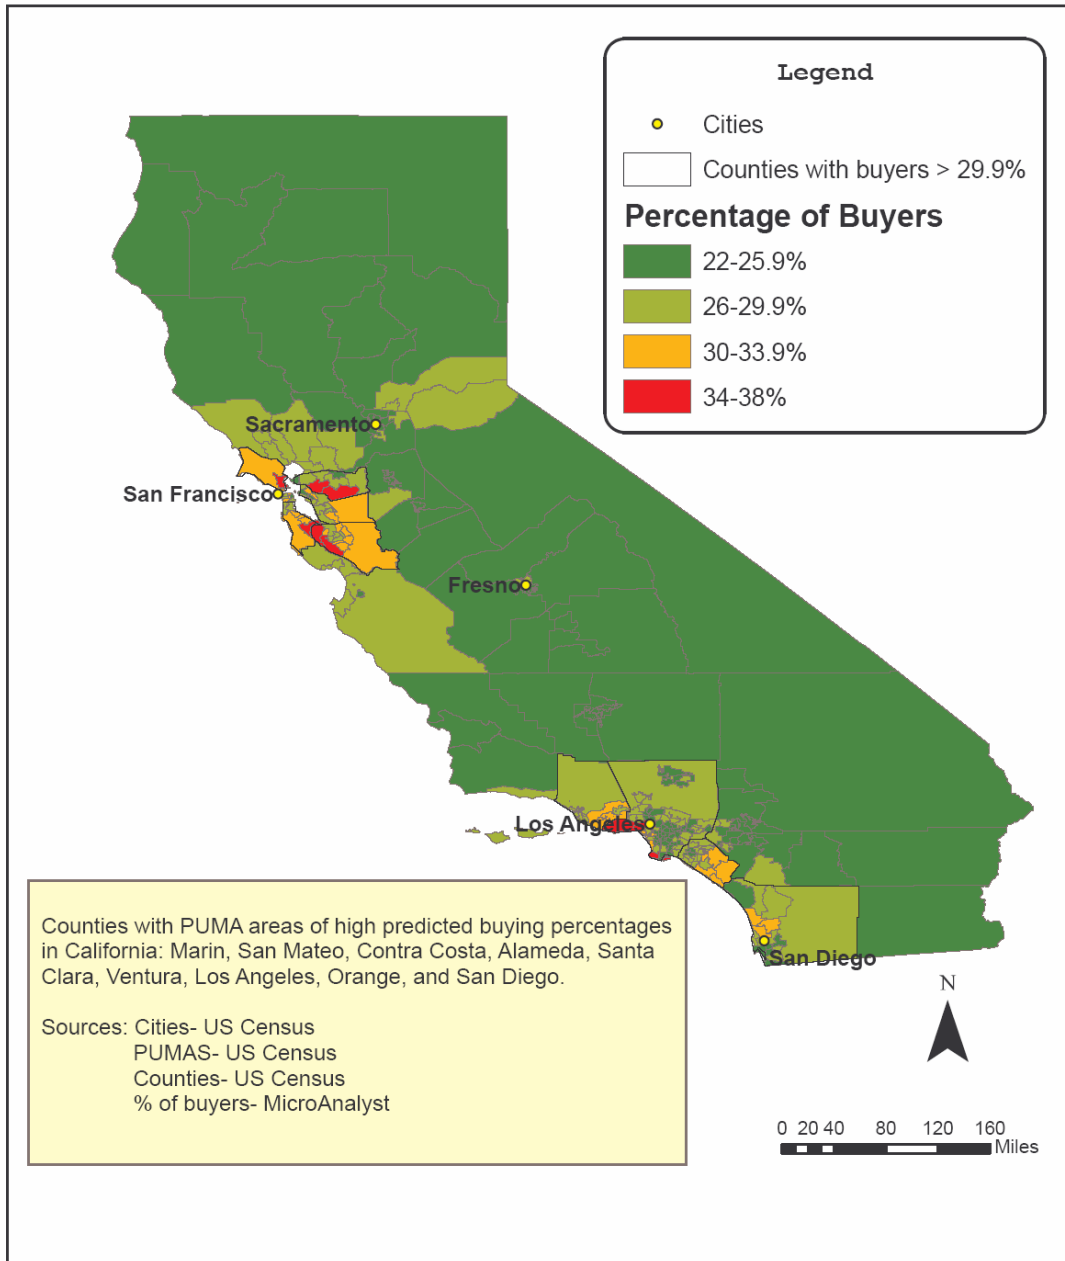 Legend
Cities
Counties with buyers > 29.9%
Percentage of Buyers
22-25.9%
26-29.9%
30-33.9%
34-38%
Sacramento
San Francisco
Fresno
Los Angeles
San Diego
Counties with PUMA areas of high predicted buying percentages
in California: Marin, San Mateo, Contra Costa, Alameda, Santa
Clara, Ventura, Los Angeles, Orange, and San Diego.
Sources: Cities- US Census
PUMAS- US Census
Counties- US Census
% of buyers- MicroAnalyst
N
0 20 40 80 120 160
Miles